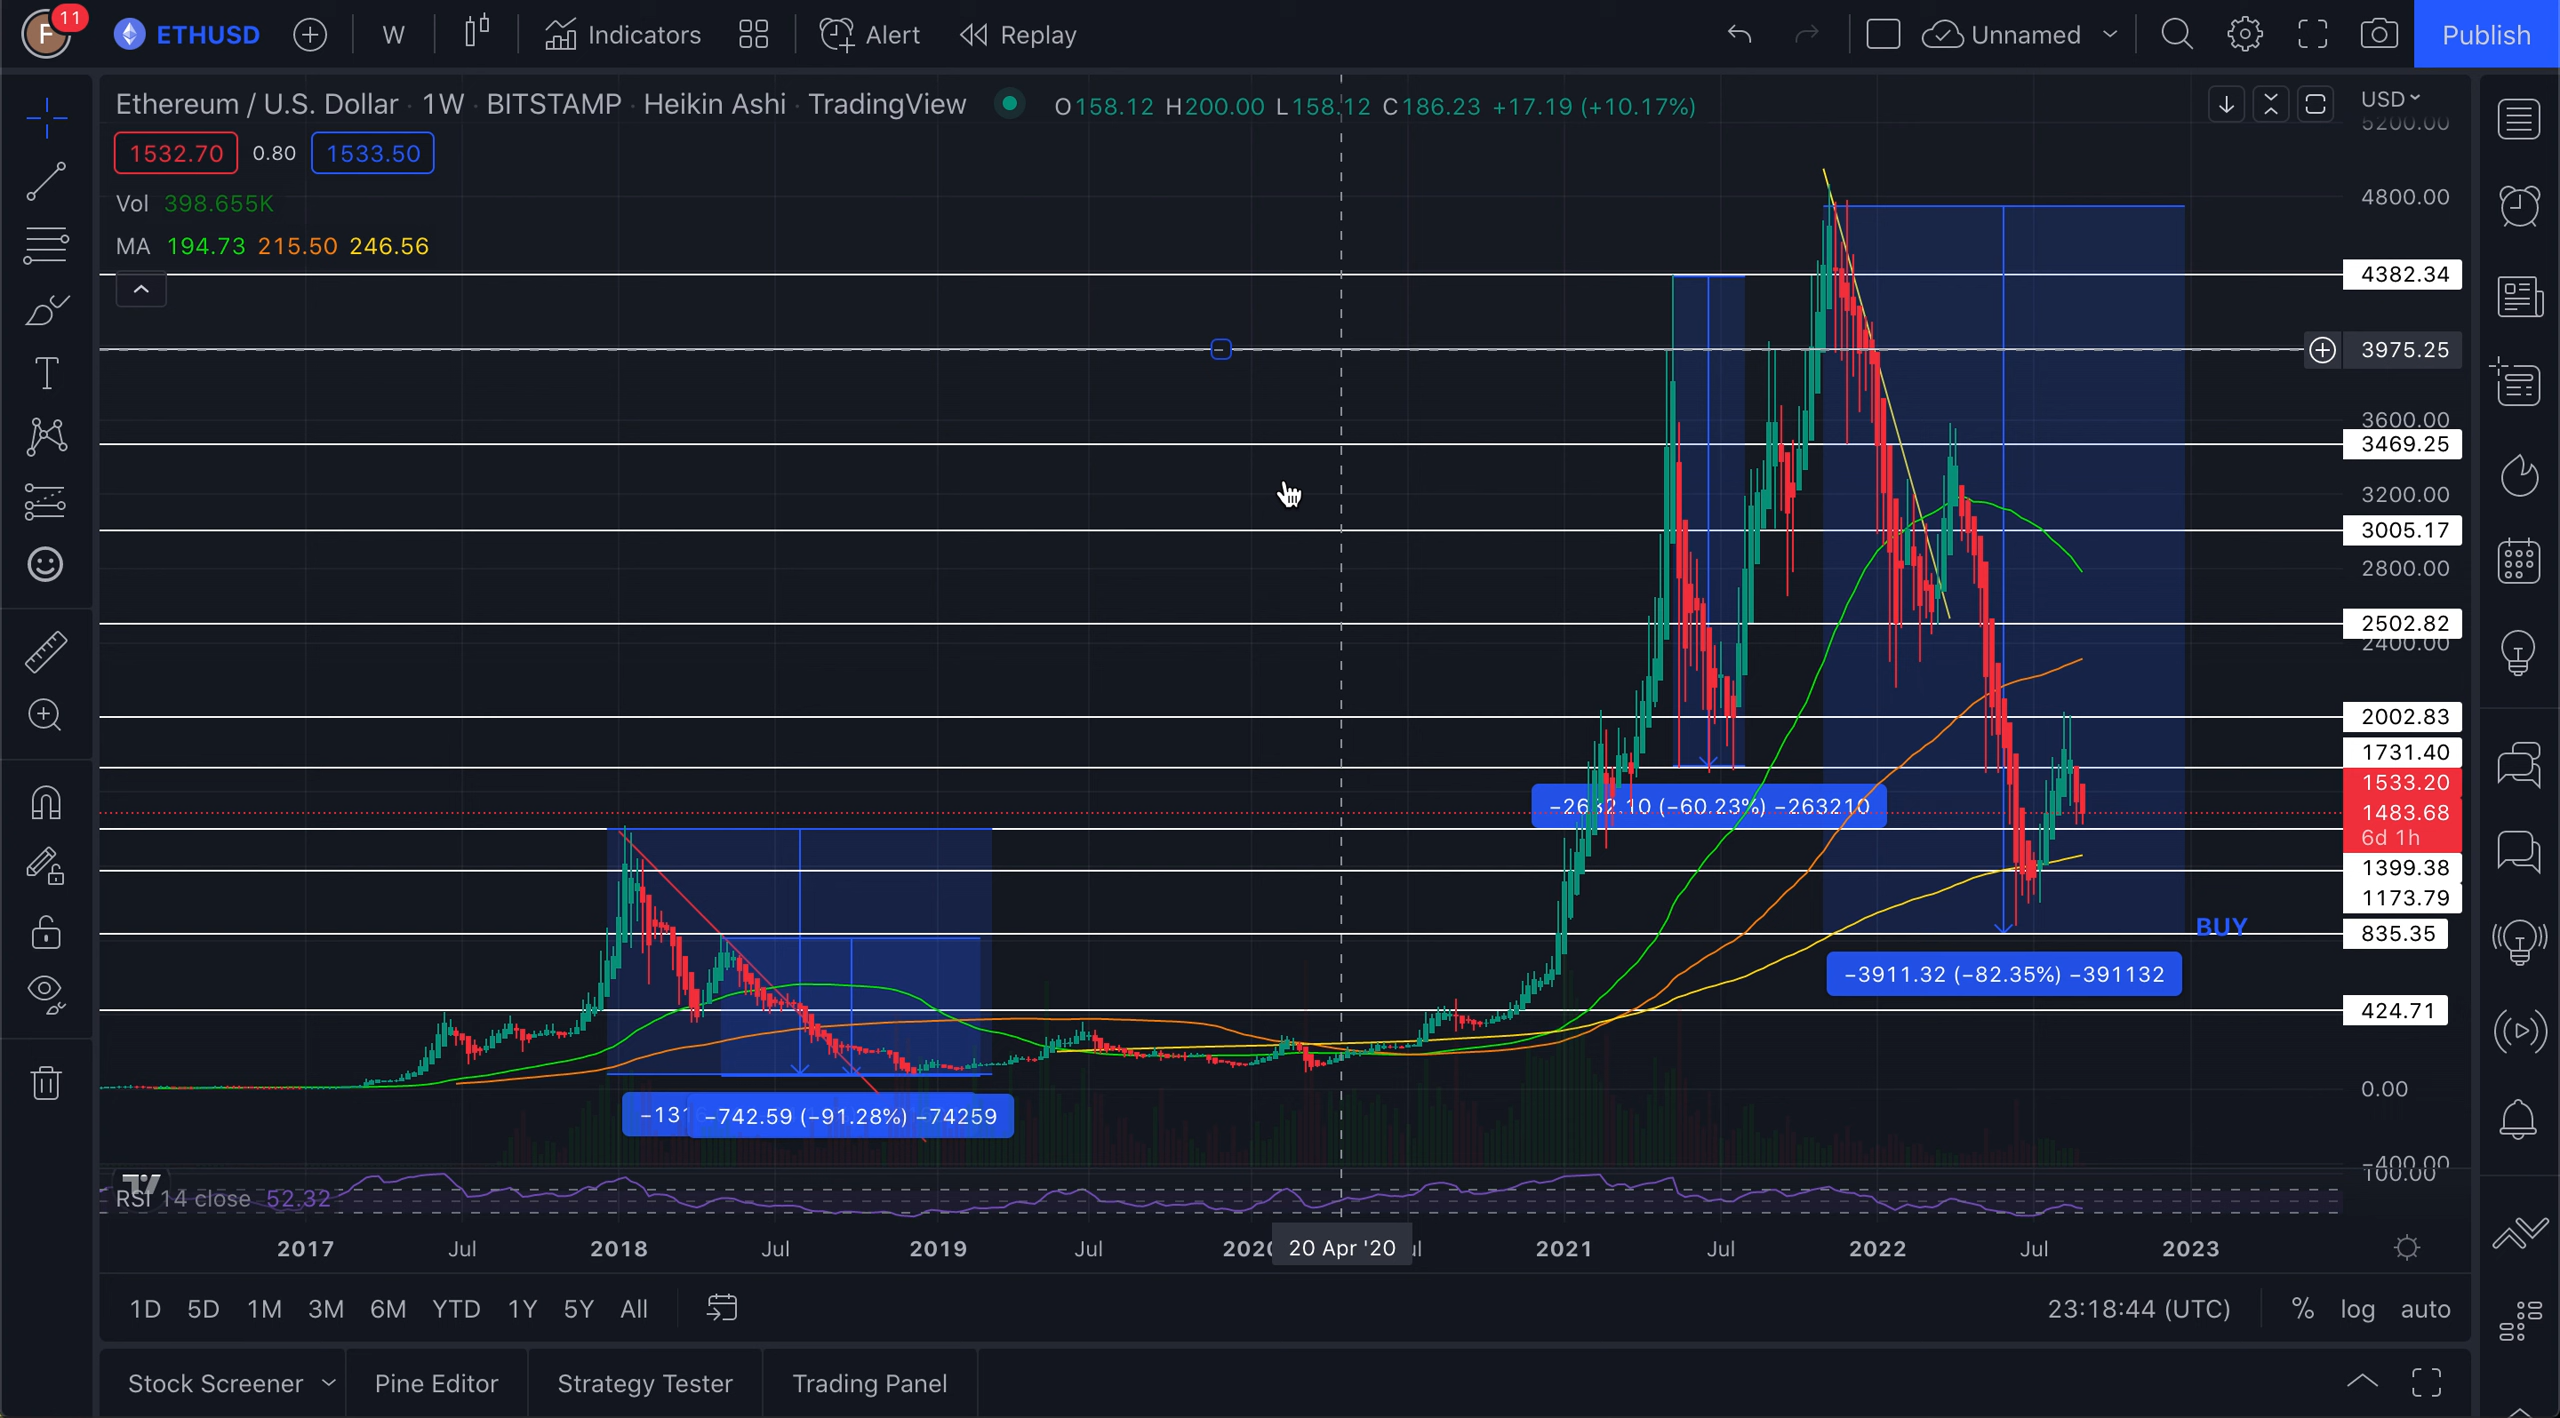 11
F
ETHUSD
W
Indicators
Alert
Replay
Unnamed
Publish
Ethereum / U.S. Dollar · 1W · BITSTAMP · Heikin Ashi · TradingView
O158.12 H200.00 L158.12 C186.23 +17.19 (+10.17%)
USD
1532.70 0.80 1533.50
Vol 398.655K
MA 194.73 215.50 246.56
5200.00
4800.00
4382.34
3975.25
3600.00
3469.25
3200.00
3005.17
2800.00
2502.82
2400.00
2002.83
1731.40
1533.20
1483.68
6d 1h
1399.38
1173.79
835.35
424.71
0.00
−400.00
100.00
−2632.10 (−60.23%) −263210
BUY
−3911.32 (−82.35%) −391132
−742.59 (−91.28%) −74259
RSI 14 close 52.32
2017 Jul 2018 Jul 2019 Jul 2020 20 Apr '20 2021 Jul 2022 Jul 2023
1D 5D 1M 3M 6M YTD 1Y 5Y All
23:18:44 (UTC) % log auto
Stock Screener Pine Editor Strategy Tester Trading Panel